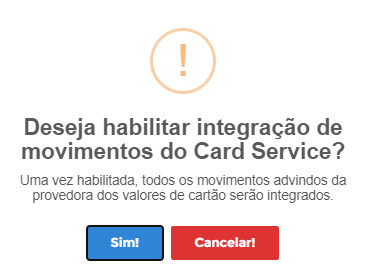 !
Deseja habilitar integração de
movimentos do Card Service?
Uma vez habilitada, todos os movimentos advindos da
provedora dos valores de cartão serão integrados.
Sim!
Cancelar!